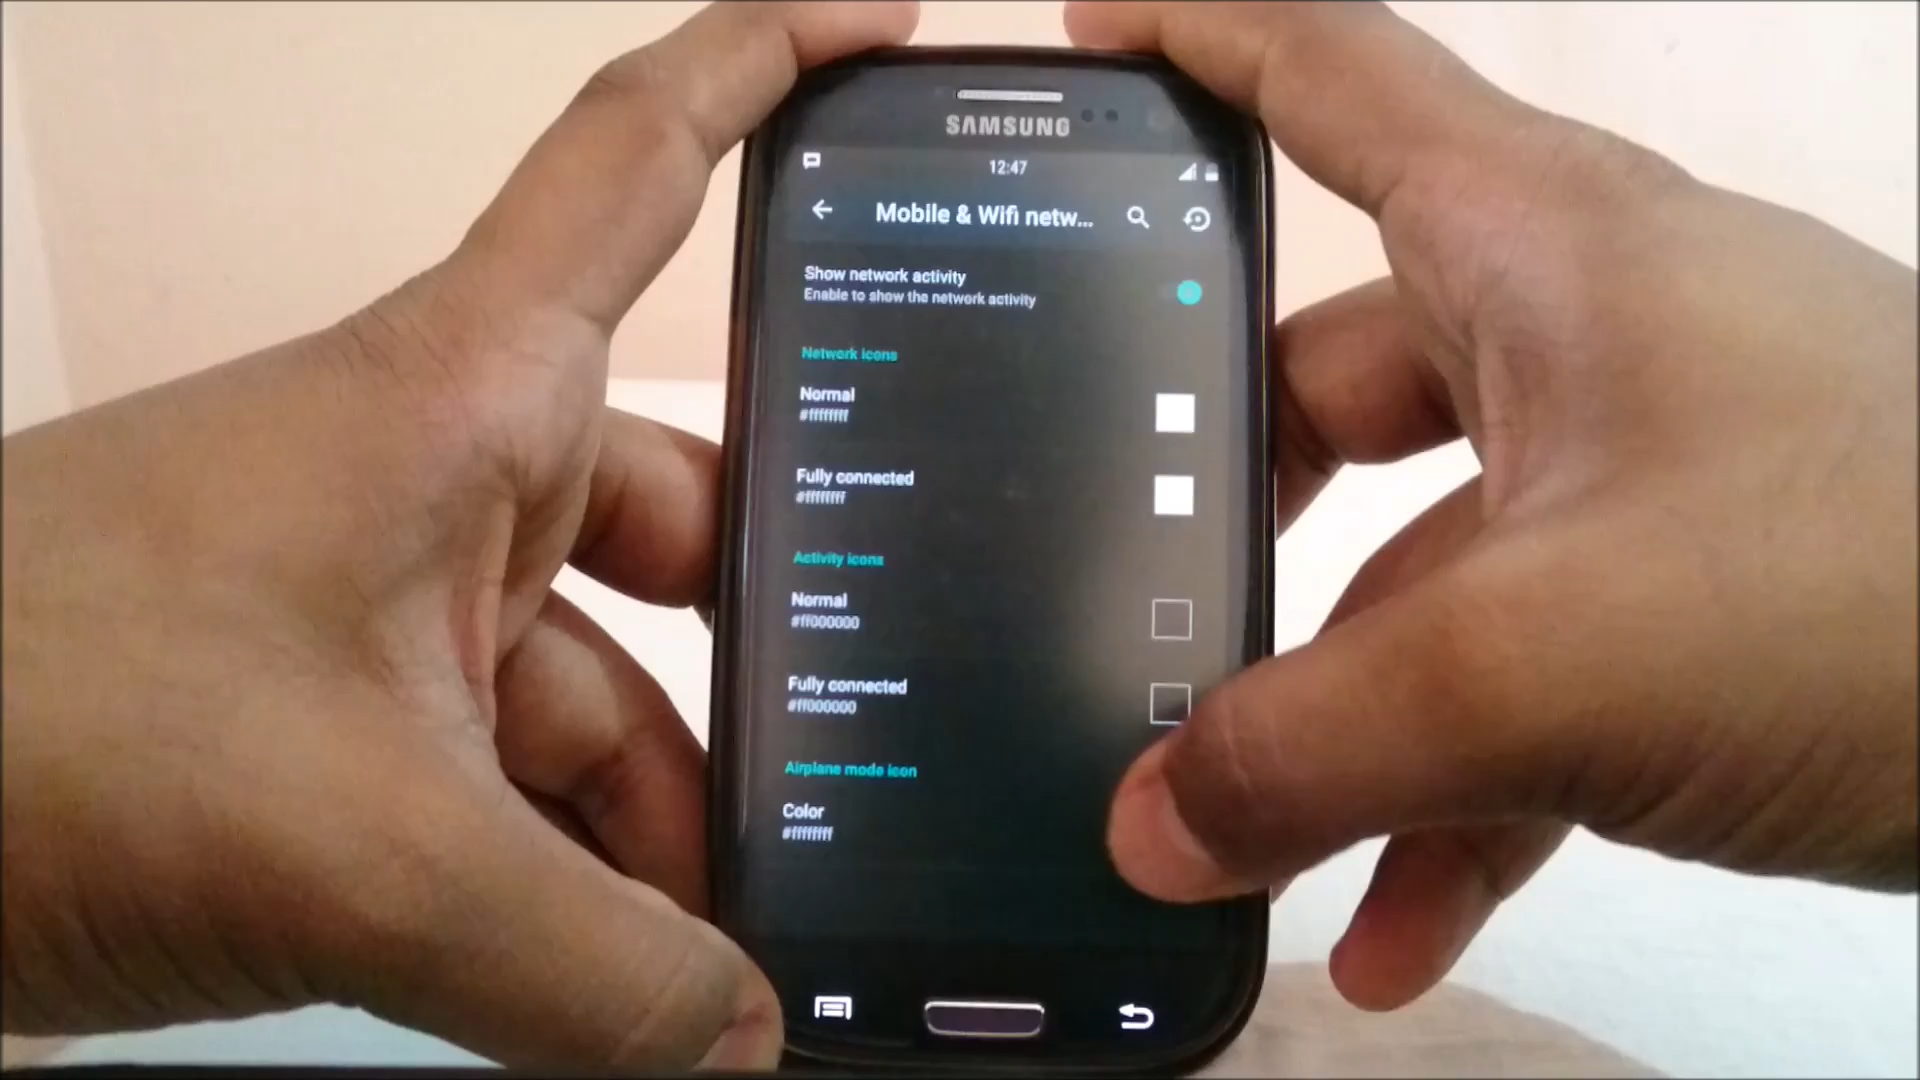 SAMSUNG
12:47
Mobile & Wifi netw...
Show network activity
Enable to show the network activity
Network icons
Normal
#ffffffff
Fully connected
#ffffffff
Activity icons
Normal
#ff000000
Fully connected
#ff000000
Airplane mode icon
Color
#ffffffff